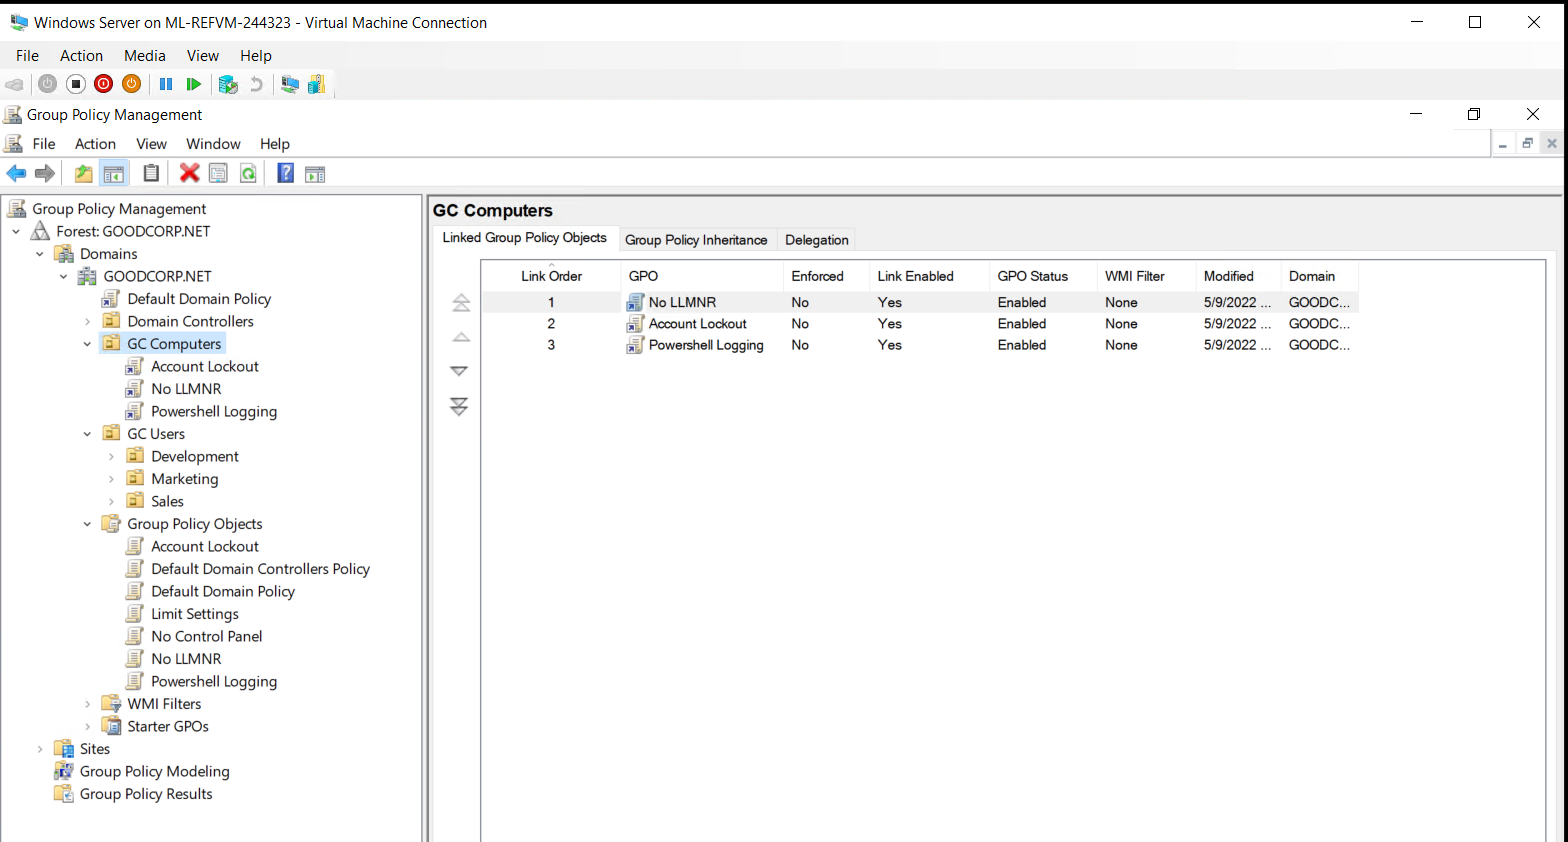 Windows Server on ML-REFVM-244323 - Virtual Machine Connection
File Action Media View Help
Group Policy Management
File Action View Window Help
Group Policy Management
Forest: GOODCORP.NET
Domains
GOODCORP.NET
Default Domain Policy
Domain Controllers
GC Computers
Account Lockout
No LLMNR
Powershell Logging
GC Users
Development
Marketing
Sales
Group Policy Objects
Account Lockout
Default Domain Controllers Policy
Default Domain Policy
Limit Settings
No Control Panel
No LLMNR
Powershell Logging
WMI Filters
Starter GPOs
Sites
Group Policy Modeling
Group Policy Results
GC Computers
Linked Group Policy Objects Group Policy Inheritance Delegation
Link Order GPO Enforced Link Enabled GPO Status WMI Filter Modified Domain
1 No LLMNR No Yes Enabled None 5/9/2022 ... GOODC...
2 Account Lockout No Yes Enabled None 5/9/2022 ... GOODC...
3 Powershell Logging No Yes Enabled None 5/9/2022 ... GOODC...